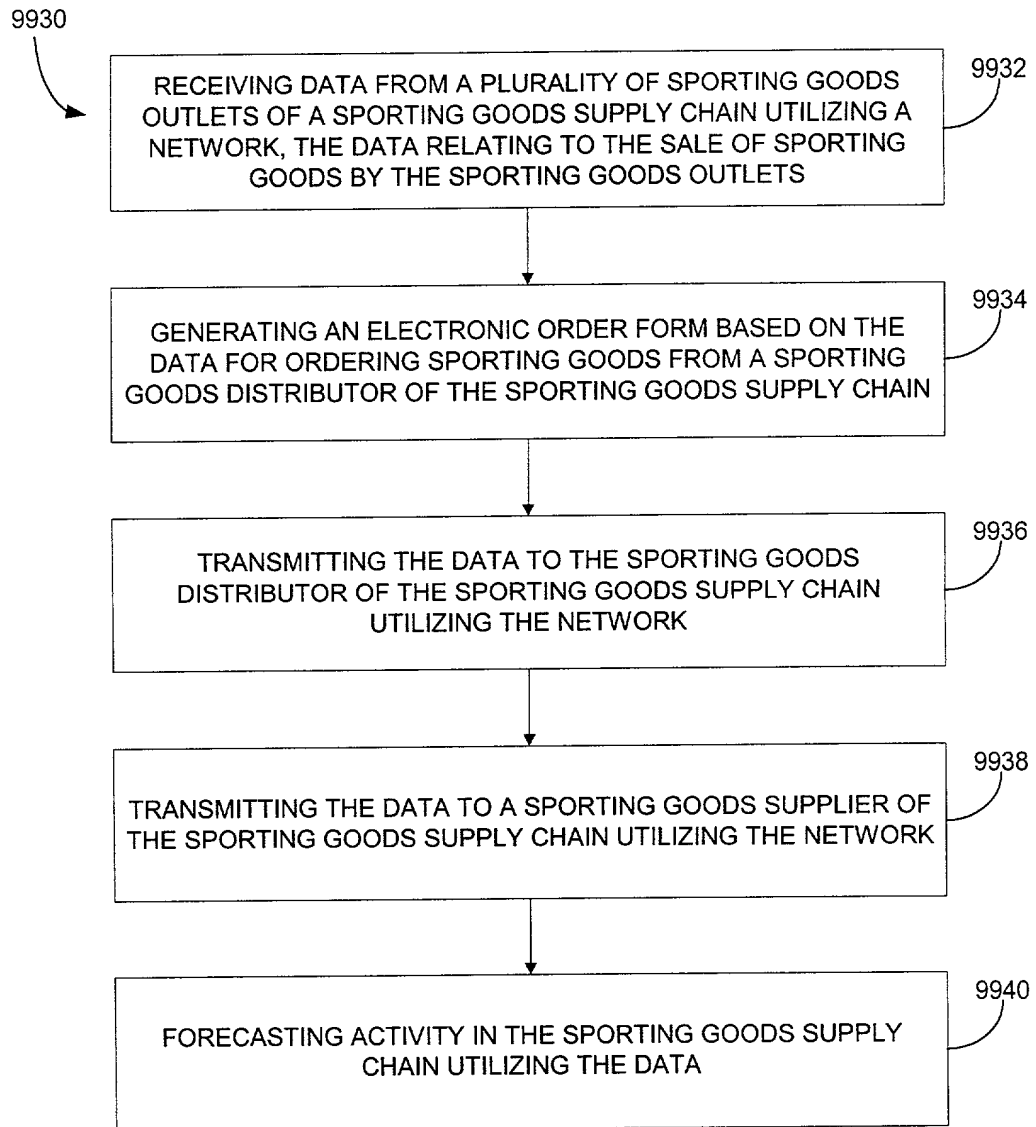 9930
9932
RECEIVING DATA FROM A PLURALITY OF SPORTING GOODS
OUTLETS OF A SPORTING GOODS SUPPLY CHAIN UTILIZING A
NETWORK, THE DATA RELATING TO THE SALE OF SPORTING
GOODS BY THE SPORTING GOODS OUTLETS
9934
GENERATING AN ELECTRONIC ORDER FORM BASED ON THE
DATA FOR ORDERING SPORTING GOODS FROM A SPORTING
GOODS DISTRIBUTOR OF THE SPORTING GOODS SUPPLY CHAIN
9936
TRANSMITTING THE DATA TO THE SPORTING GOODS
DISTRIBUTOR OF THE SPORTING GOODS SUPPLY CHAIN
UTILIZING THE NETWORK
9938
TRANSMITTING THE DATA TO A SPORTING GOODS SUPPLIER OF
THE SPORTING GOODS SUPPLY CHAIN UTILIZING THE NETWORK
9940
FORECASTING ACTIVITY IN THE SPORTING GOODS SUPPLY
CHAIN UTILIZING THE DATA